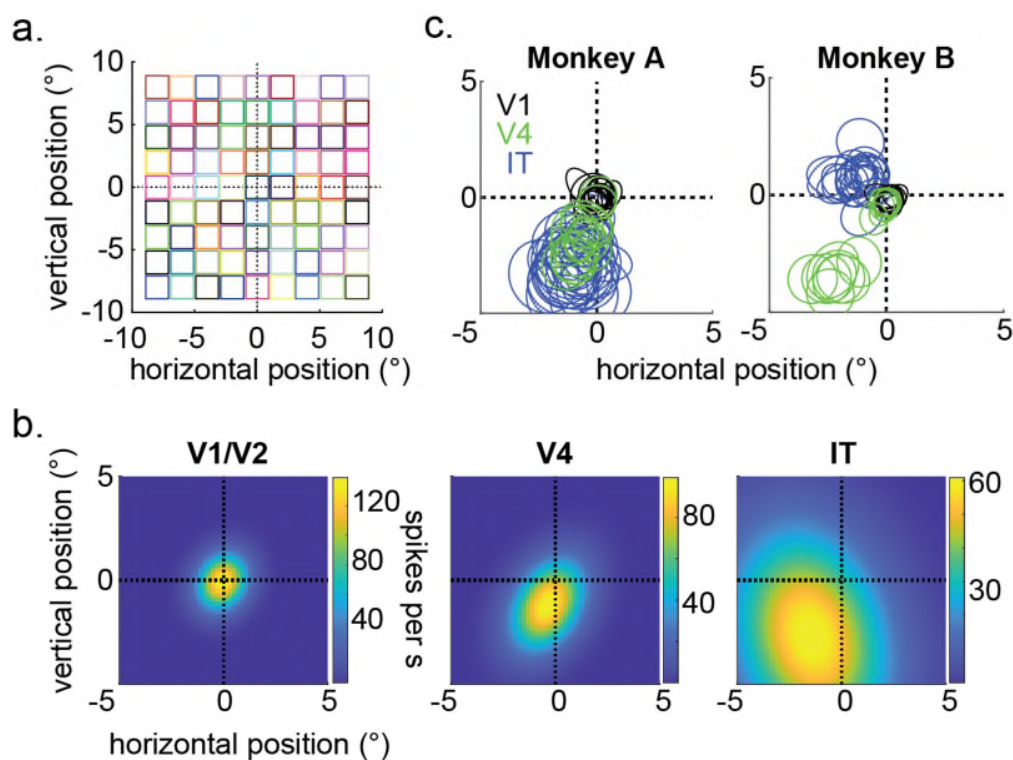 a.
vertical position (°)
10
5
0
-5
-10
-10 -5 0 5 10
horizontal position (°)
c.
Monkey A
V1
V4
IT
5
0
-5
-5 0 5
Monkey B
5
0
-5
-5 0 5
horizontal position (°)
b.
V1/V2
vertical position (°)
5
0
-5 0 5
horizontal position (°)
120
80
40
spikes per s
V4
-5 0 5
80
40
IT
-5 0 5
60
30